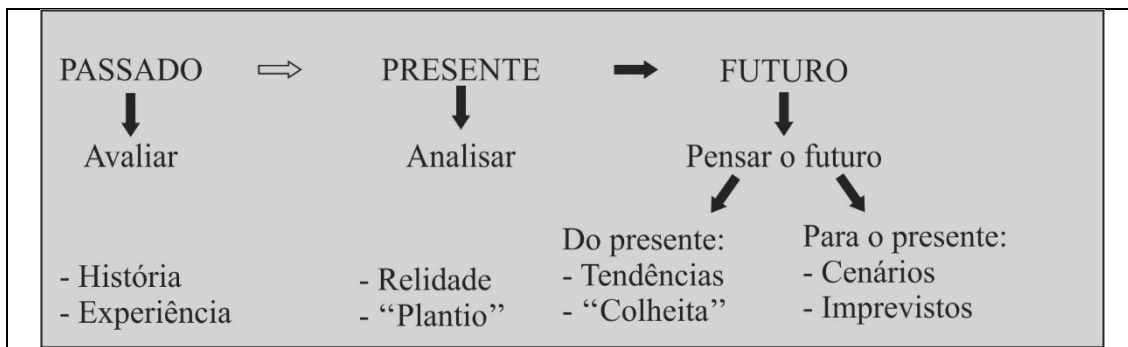 PASSADO ⇨ PRESENTE ➡ FUTURO
Avaliar Analisar Pensar o futuro
Do presente: Para o presente:
- História - Relidade - Tendências - Cenários
- Experiência - “Plantio” - “Colheita” - Imprevistos